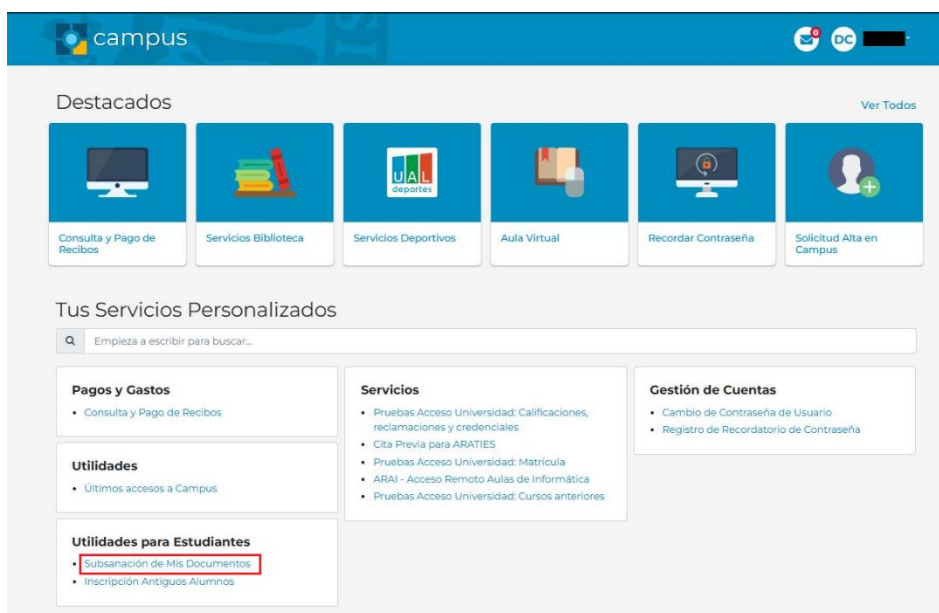 campus
0
DC
Destacados
Ver Todos
UAL
deportes
Consulta y Pago de
Recibos
Servicios Biblioteca
Servicios Deportivos
Aula Virtual
Recordar Contraseña
Solicitud Alta en
Campus
Tus Servicios Personalizados
Empieza a escribir para buscar...
Pagos y Gastos
• Consulta y Pago de Recibos
Utilidades
• Últimos accesos a Campus
Utilidades para Estudiantes
• Subsanación de Mis Documentos
• Inscripción Antiguos Alumnos
Servicios
• Pruebas Acceso Universidad: Calificaciones,
reclamaciones y credenciales
• Cita Previa para ARATIES
• Pruebas Acceso Universidad: Matrícula
• ARAI - Acceso Remoto Aulas de Informática
• Pruebas Acceso Universidad: Cursos anteriores
Gestión de Cuentas
• Cambio de Contraseña de Usuario
• Registro de Recordatorio de Contraseña